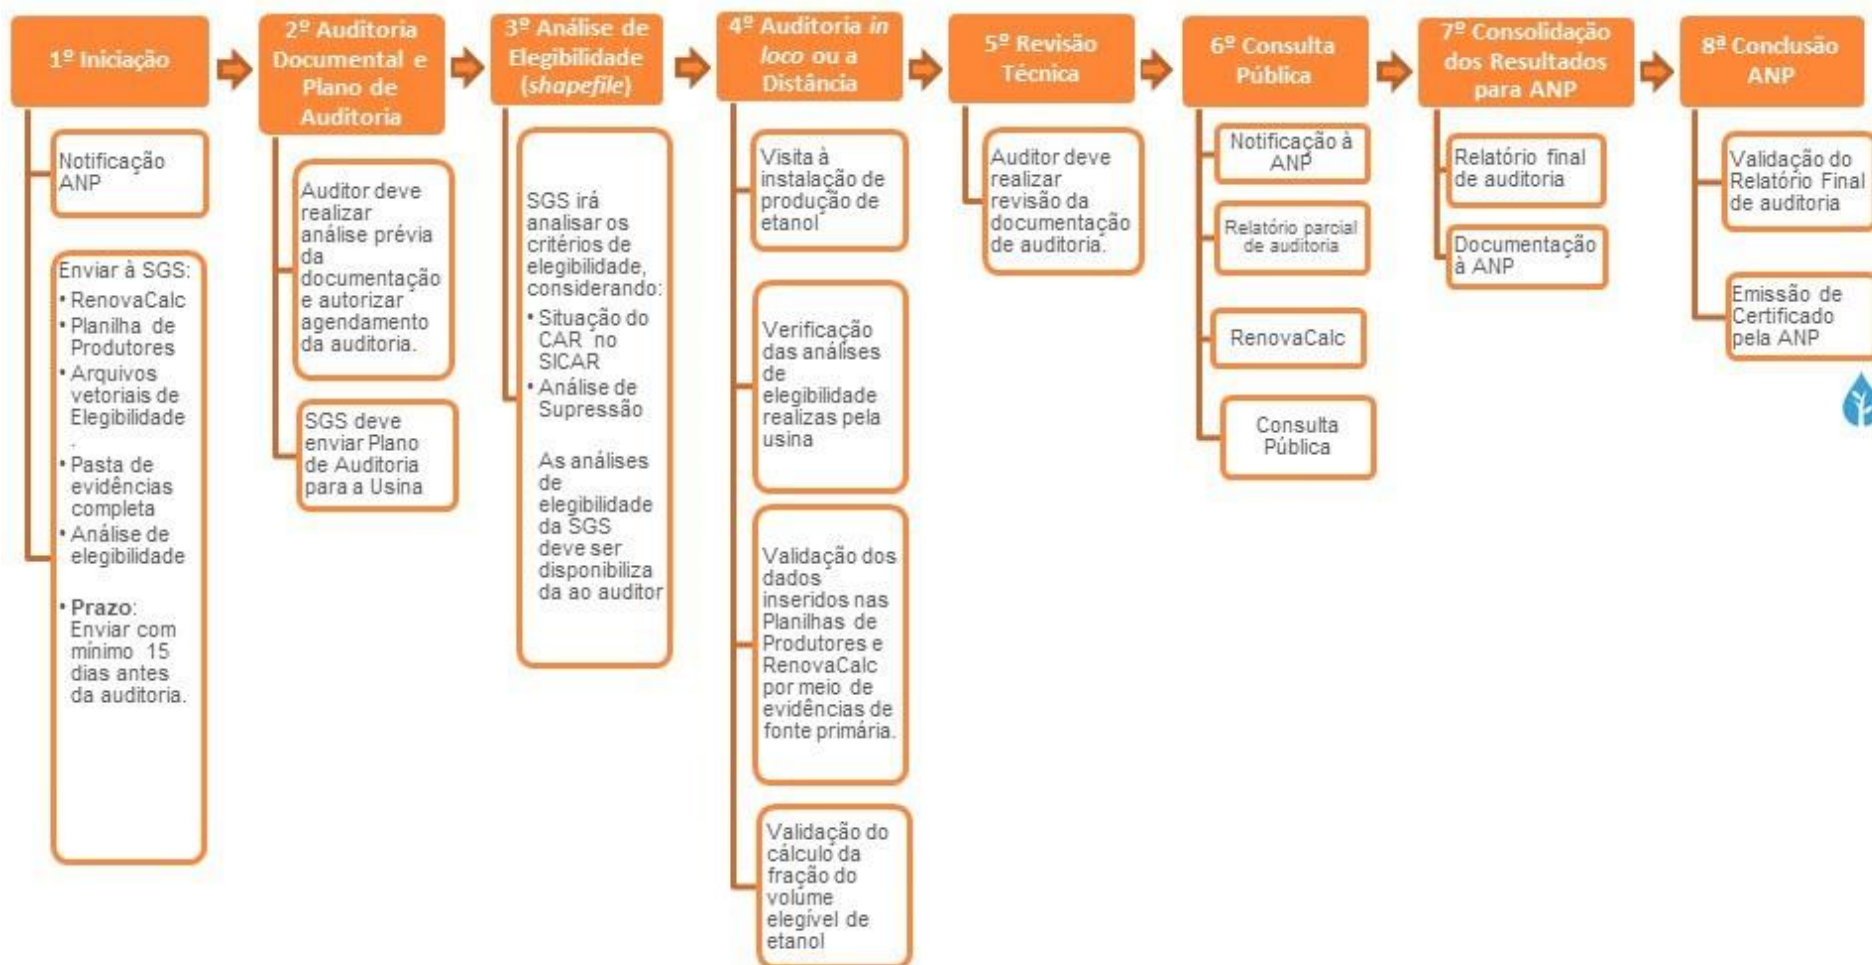 1º Iniciação
Notificação
ANP
Enviar à SGS:
• RenovaCalc
• Planilha de
Produtores
• Arquivos
vetoriais de
Elegibilidade
.
• Pasta de
evidências
completa
• Análise de
elegibilidade
• Prazo:
Enviar com
mínimo 15
dias antes
da auditoria.
2º Auditoria
Documental e
Plano de
Auditoria
Auditor deve
realizar
análise prévia
da
documentação
e autorizar
agendamento
da auditoria.
SGS deve
enviar Plano
de Auditoria
para a Usina
3º Análise de
Elegibilidade
(shapefile)
SGS irá
analisar os
critérios de
elegibilidade,
considerando:
• Situação do
CAR no
SICAR
• Análise de
Supressão
As análises
de
elegibilidade
da SGS
deve ser
disponibiliza
da ao auditor
4º Auditoria in
loco ou a
Distância
Visita à
instalação de
produção de
etanol
Verificação
das análises
de
elegibilidade
realizas pela
usina
Validação dos
dados
inseridos nas
Planilhas de
Produtores e
RenovaCalc
por meio de
evidências de
fonte primária.
Validação do
cálculo da
fração do
volume
elegível de
etanol
5º Revisão
Técnica
Auditor deve
realizar
revisão da
documentação
de auditoria.
6º Consulta
Pública
Notificação à
ANP
Relatório parcial
de auditoria
RenovaCalc
Consulta
Pública
7º Consolidação
dos Resultados
para ANP
Relatório final
de auditoria
Documentação
à ANP
8ª Conclusão
ANP
Validação do
Relatório Final
de auditoria
Emissão de
Certificado
pela ANP